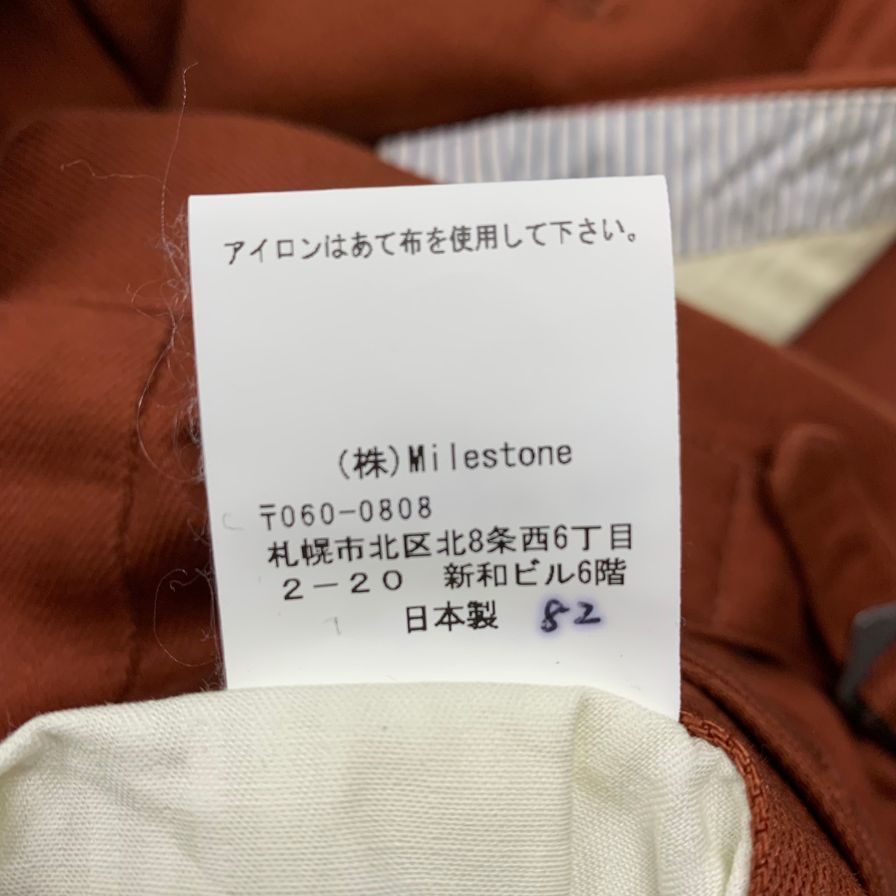 アイロンはあて布を使用して下さい。
(株)Milestone
〒060-0808
札幌市北区北8条西6丁目
2-20 新和ビル6階
日本製 82